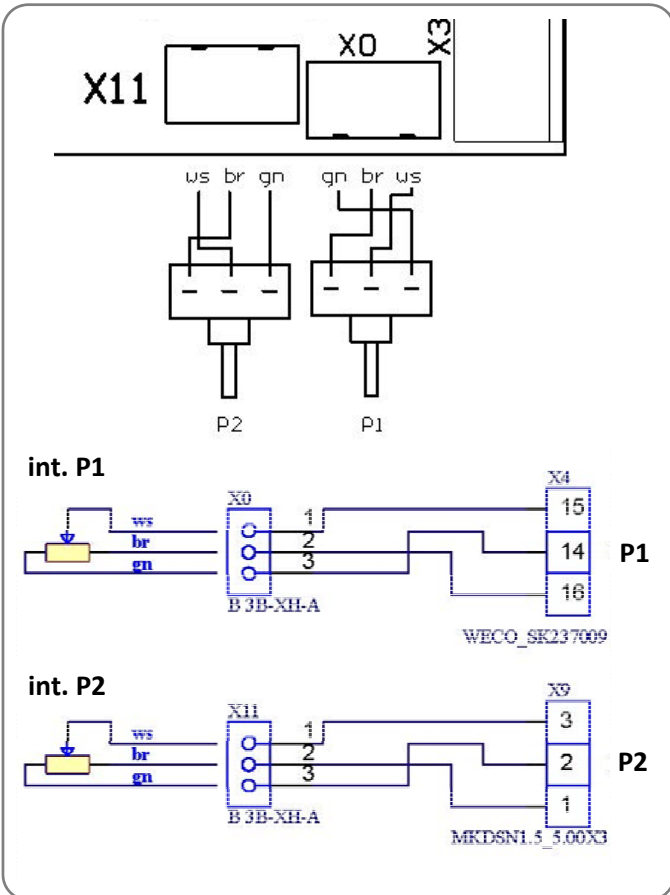 X11
X0
X3
ws br gn
gn br ws
P2
P1
int. P1
X0
X4
ws
br
gn
1
2
3
15
14
16
P1
B 3B-XH-A
WECO_SK237009
int. P2
X11
X9
ws
br
gn
1
2
3
3
2
1
P2
B 3B-XH-A
MKDSN1.5_5.00X3